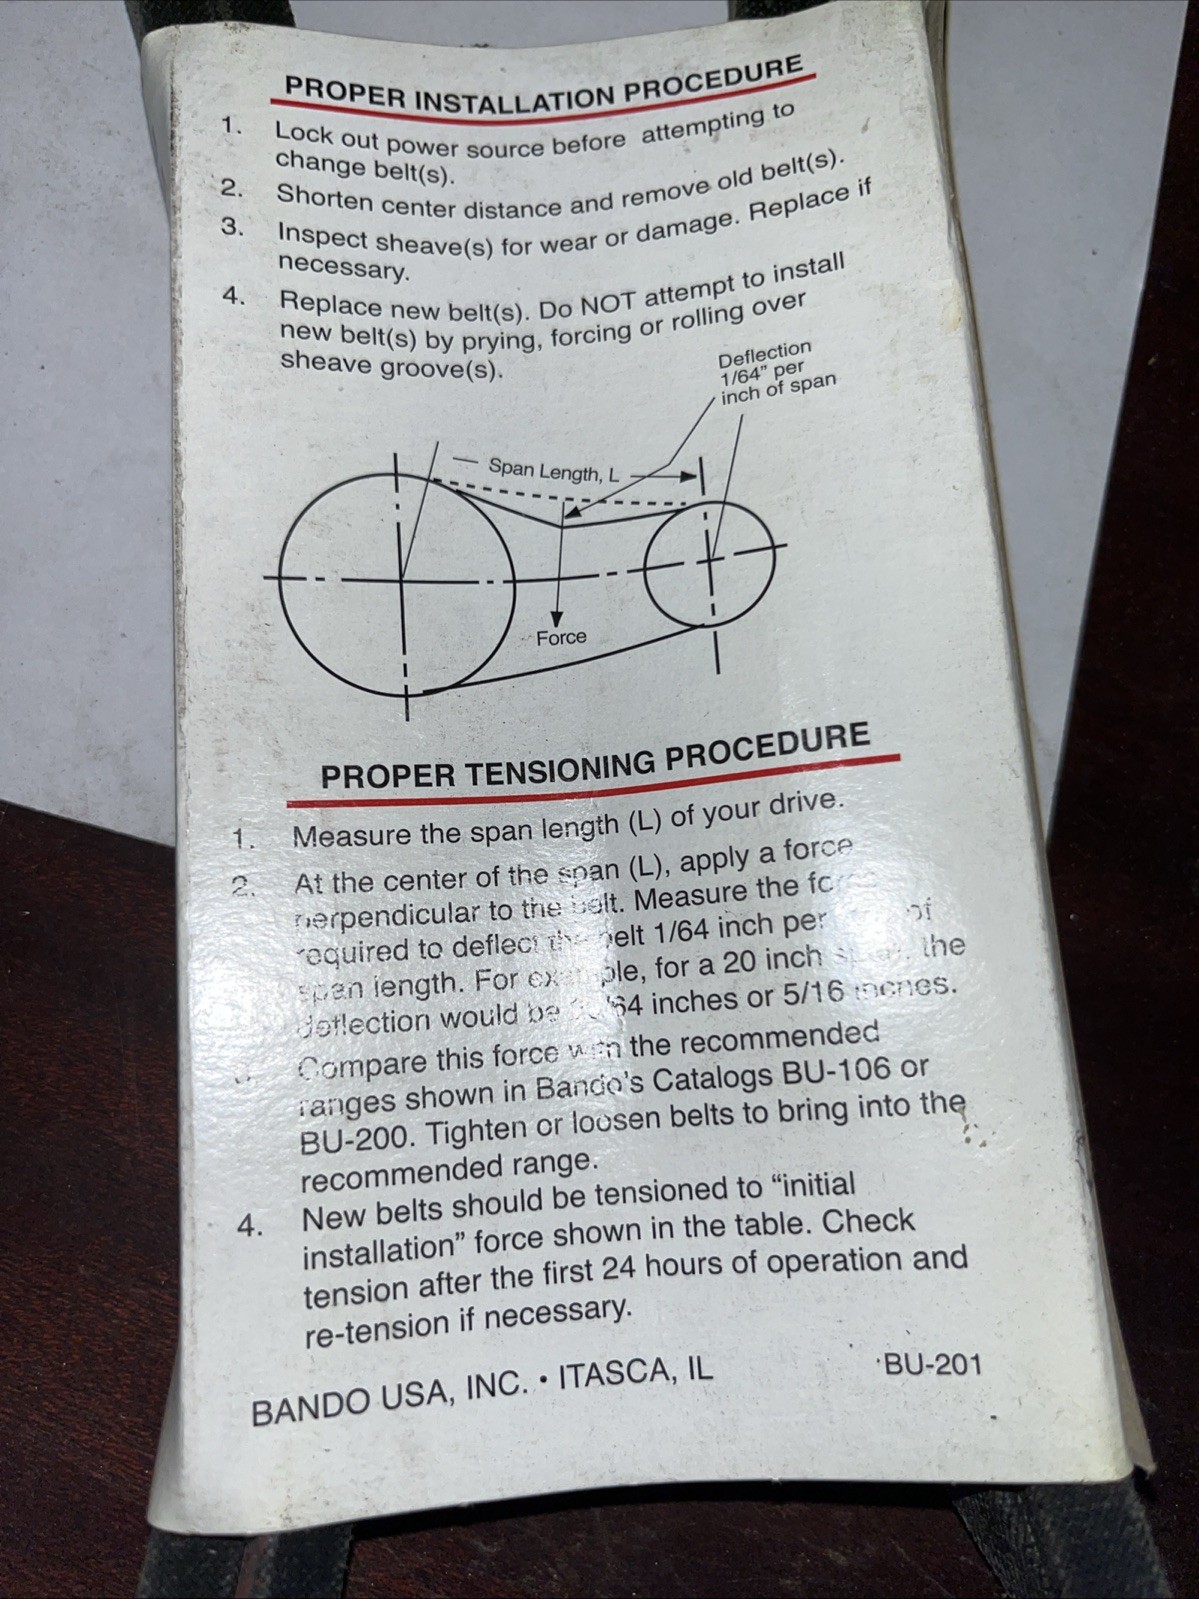 PROPER INSTALLATION PROCEDURE
1. Lock out power source before attempting to
change belt(s).
2. Shorten center distance and remove old belt(s).
3. Inspect sheave(s) for wear or damage. Replace if
necessary.
4. Replace new belt(s). Do NOT attempt to install
new belt(s) by prying, forcing or rolling over
sheave groove(s).
Deflection
1/64" per
inch of span
Span Length, L
Force
PROPER TENSIONING PROCEDURE
1. Measure the span length (L) of your drive.
2. At the center of the span (L), apply a force
perpendicular to the belt. Measure the
required to deflect the belt 1/64 inch per of
span length. For example, for a 20 inch the
deflection would be inches or 5/16 inches.
Compare this force with the recommended
ranges shown in Bando's Catalogs BU-106 or
BU-200. Tighten or loosen belts to bring into the
recommended range.
4. New belts should be tensioned to “initial
installation” force shown in the table. Check
tension after the first 24 hours of operation and
re-tension if necessary.
BANDO USA, INC. • ITASCA, IL
BU-201